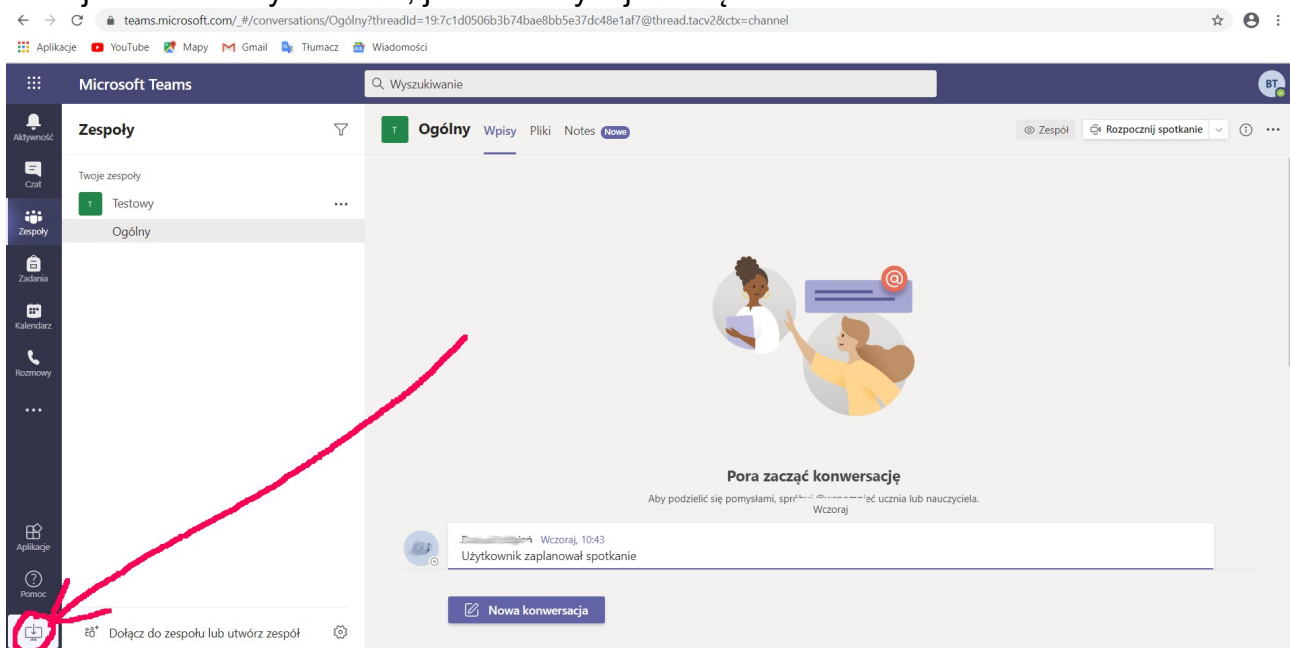 teams.microsoft.com/_#/conversations/Ogólny?threadId=19:7c1d0506b3b74bae8bb5e37dc48e1af7@thread.tacv2&ctx=channel
Aplikacje YouTube Mapy Gmail Tłumacz Wiadomości
Microsoft Teams
Wyszukiwanie
BT
Aktywność
Czat
Zespoły
Zadania
Kalendarz
Rozmowy
Aplikacje
Pomoc
Zespoły
Twoje zespoły
T Testowy
Ogólny
Dołącz do zespołu lub utwórz zespół
T Ogólny Wpisy Pliki Notes Nowe
Zespół Rozpocznij spotkanie
@
Pora zacząć konwersację
Aby podzielić się pomysłami, ucznia lub nauczyciela.
Wczoraj
Wczoraj, 10:43
Użytkownik zaplanował spotkanie
Nowa konwersacja